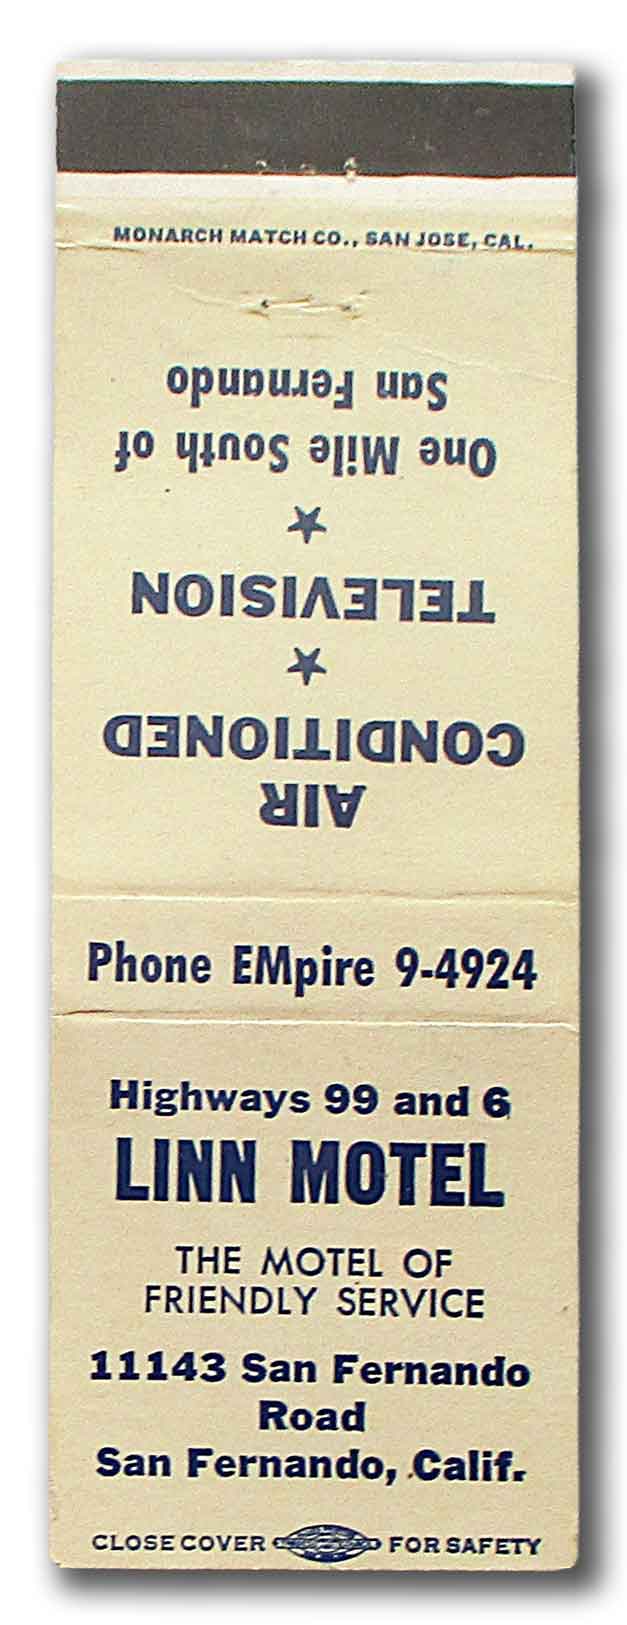 MONARCH MATCH CO., SAN JOSE, CAL.
AIR
CONDITIONED
★
TELEVISION
★
One Mile South of
San Fernando
Phone EMpire 9-4924
Highways 99 and 6
LINN MOTEL
THE MOTEL OF
FRIENDLY SERVICE
11143 San Fernando
Road
San Fernando, Calif.
CLOSE COVER FOR SAFETY